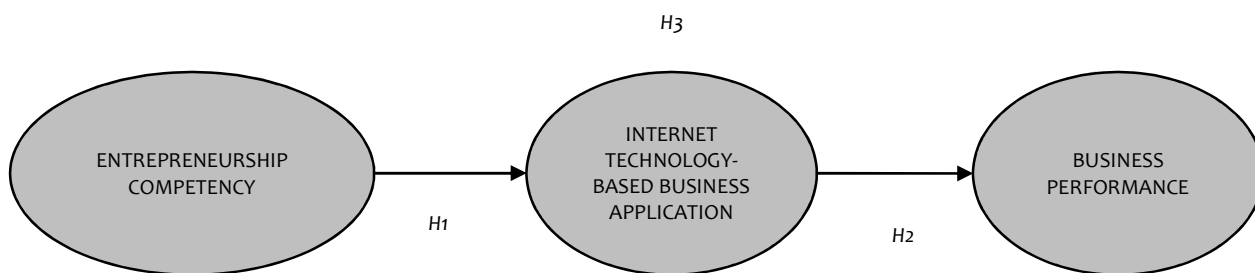 H3
ENTREPRENEURSHIP
COMPETENCY
INTERNET
TECHNOLOGY-
BASED BUSINESS
APPLICATION
BUSINESS
PERFORMANCE
H1
H2